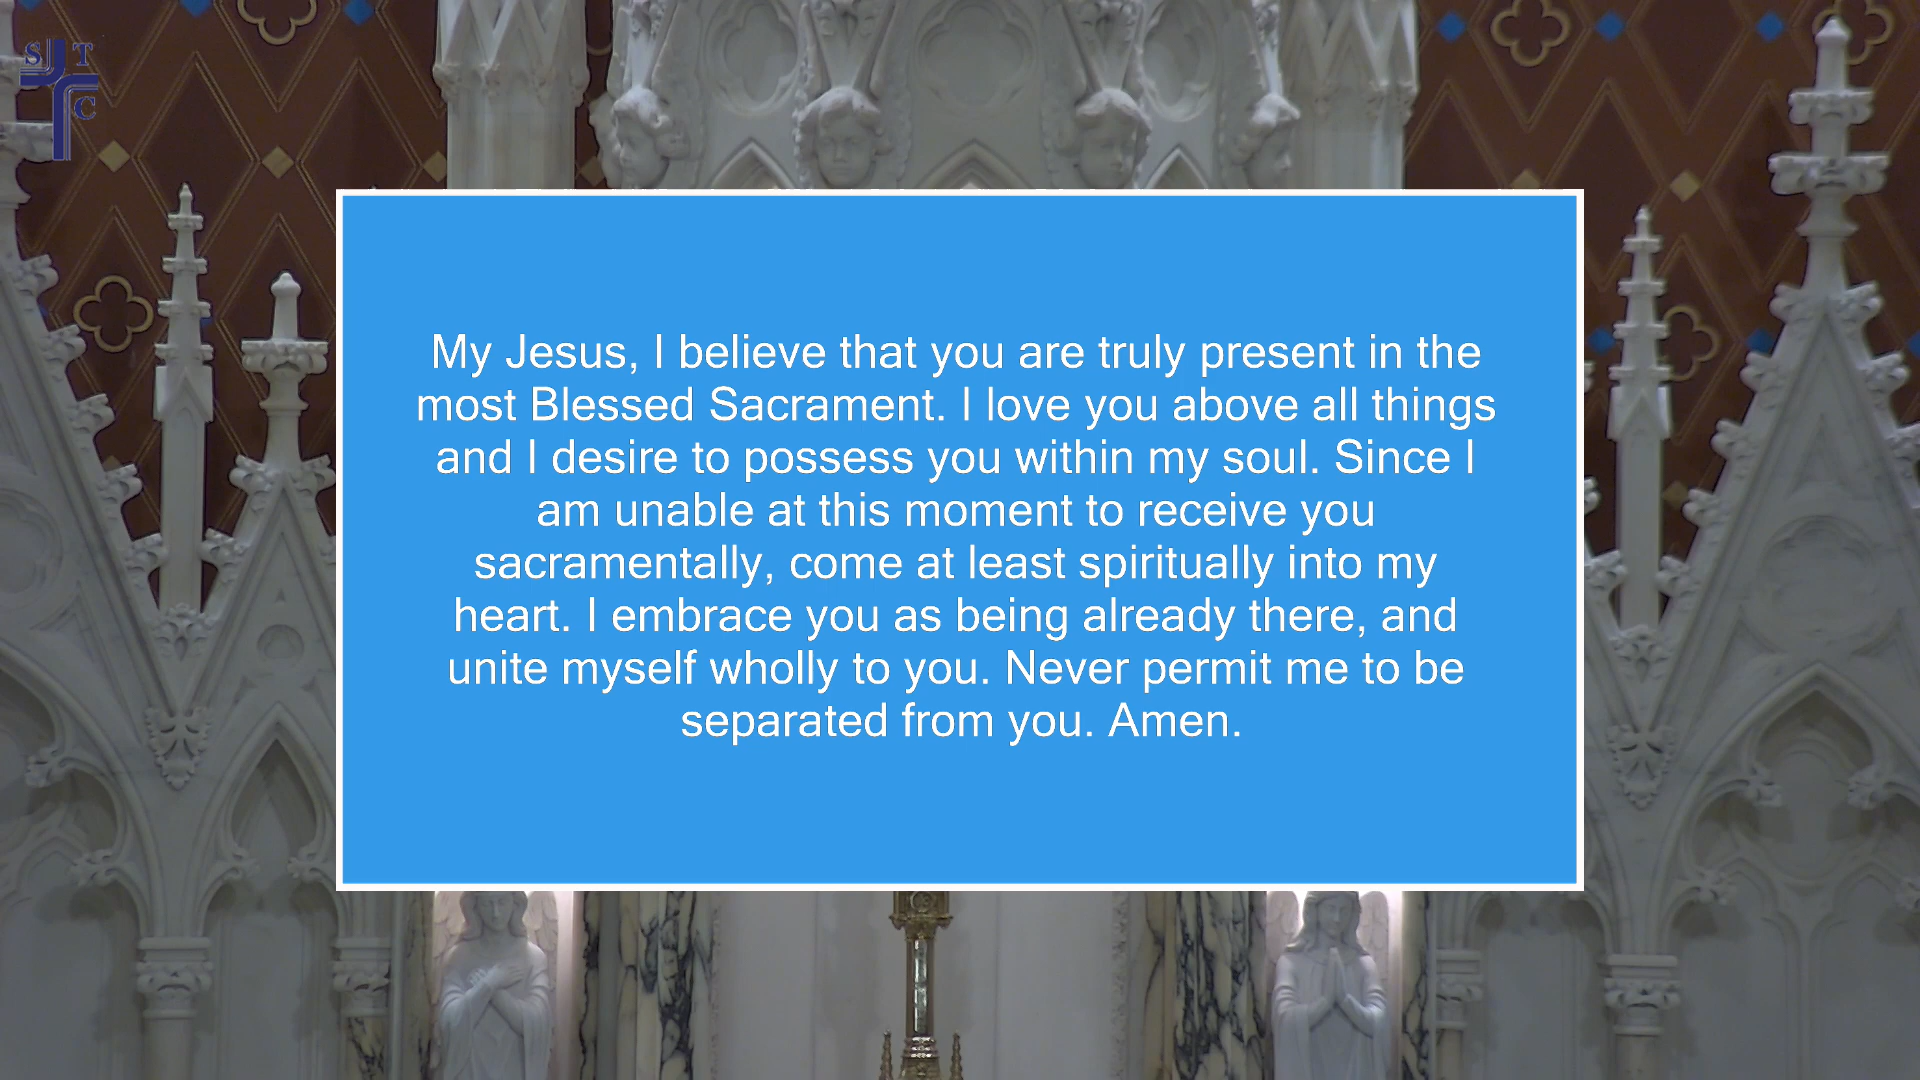 S T
C
My Jesus, I believe that you are truly present in the
most Blessed Sacrament. I love you above all things
and I desire to possess you within my soul. Since I
am unable at this moment to receive you
sacramentally, come at least spiritually into my
heart. I embrace you as being already there, and
unite myself wholly to you. Never permit me to be
separated from you. Amen.